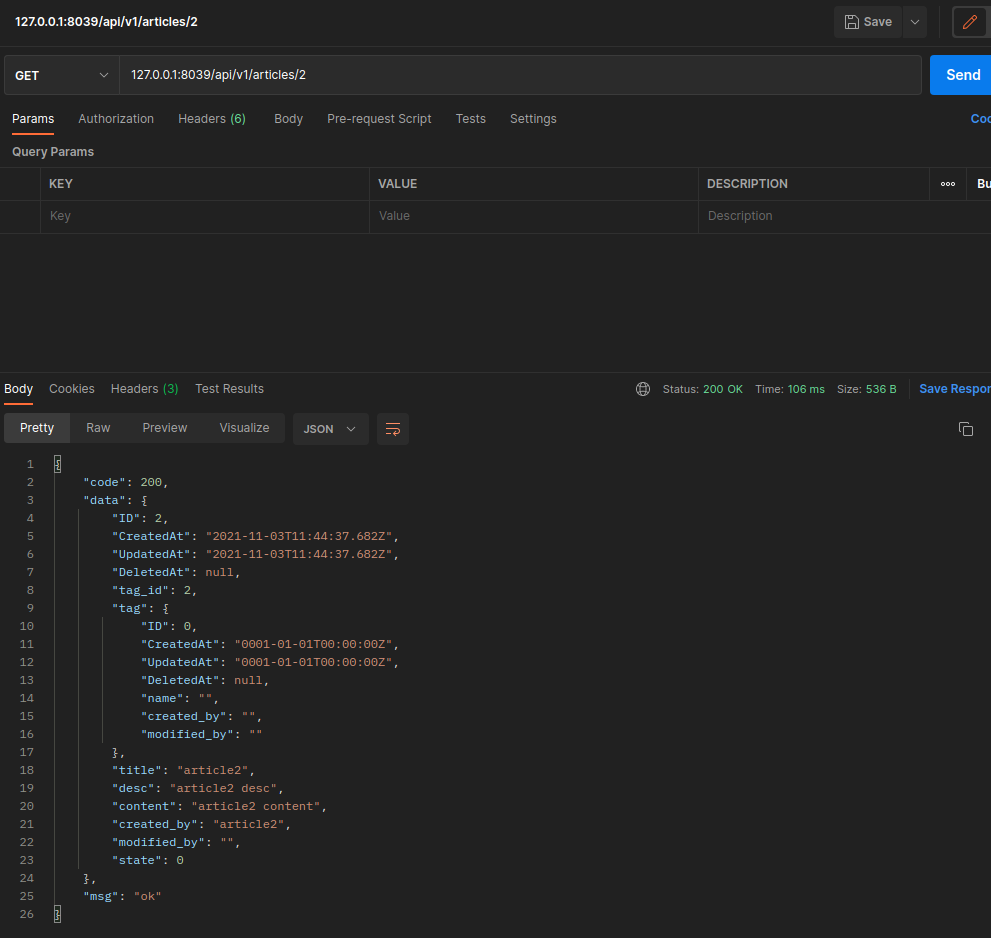 127.0.0.1:8039/api/v1/articles/2
Save
GET
127.0.0.1:8039/api/v1/articles/2
Send
Params Authorization Headers (6) Body Pre-request Script Tests Settings Coo
Query Params
KEY VALUE DESCRIPTION Bu
Key Value Description
Body Cookies Headers (3) Test Results Status: 200 OK Time: 106 ms Size: 536 B Save Respor
Pretty Raw Preview Visualize JSON
1 {
2 "code": 200,
3 "data": {
4 "ID": 2,
5 "CreatedAt": "2021-11-03T11:44:37.682Z",
6 "UpdatedAt": "2021-11-03T11:44:37.682Z",
7 "DeletedAt": null,
8 "tag_id": 2,
9 "tag": {
10 "ID": 0,
11 "CreatedAt": "0001-01-01T00:00:00Z",
12 "UpdatedAt": "0001-01-01T00:00:00Z",
13 "DeletedAt": null,
14 "name": "",
15 "created_by": "",
16 "modified_by": ""
17 },
18 "title": "article2",
19 "desc": "article2 desc",
20 "content": "article2 content",
21 "created_by": "article2",
22 "modified_by": "",
23 "state": 0
24 },
25 "msg": "ok"
26 }